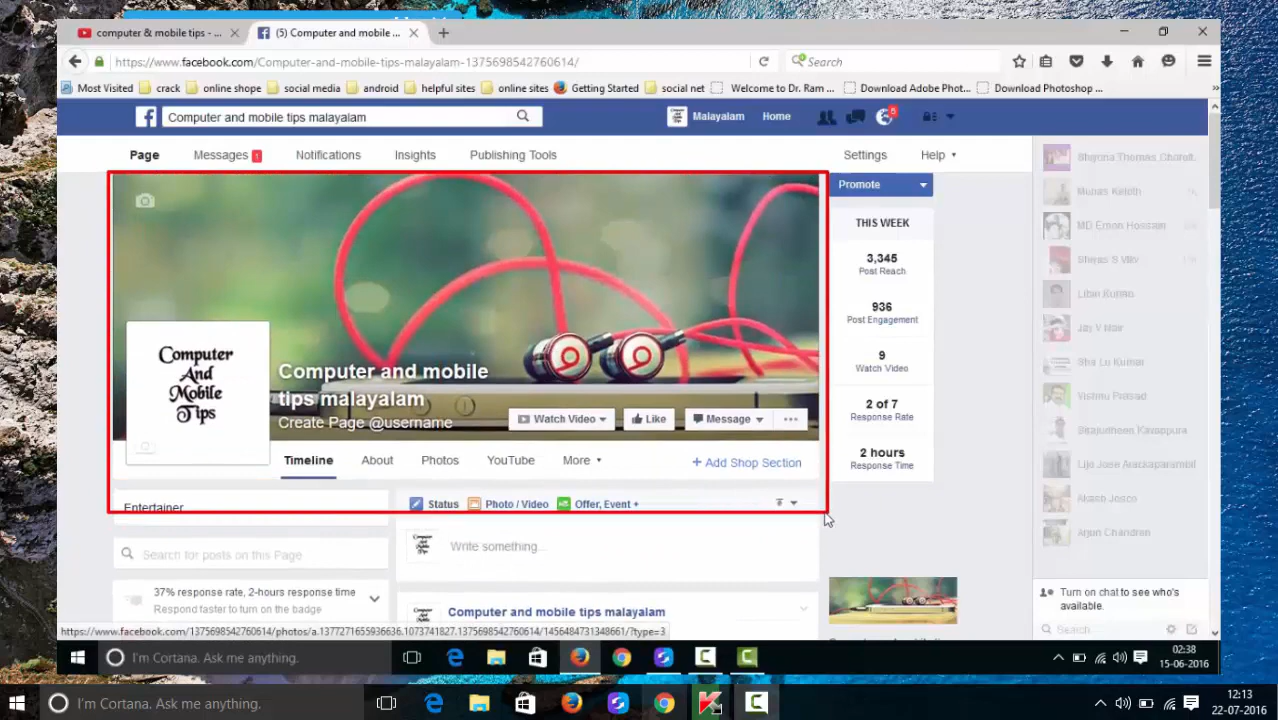 computer & mobile tips - ...
(5) Computer and mobile ...
https://www.facebook.com/Computer-and-mobile-tips-malayalam-1375698542760614/
Search
Most Visited crack online shope social media android helpful sites online sites Getting Started social net Welcome to Dr. Ram ... Download Adobe Phot... Download Photoshop ...
Computer and mobile tips malayalam
Malayalam Home 5
Page Messages 1 Notifications Insights Publishing Tools Settings Help
Promote
THIS WEEK
3,345
Post Reach
936
Post Engagement
9
Watch Video
2 of 7
Response Rate
2 hours
Response Time
Computer
And
Mobile
Tips
Computer and mobile
tips malayalam
Create Page @username
Watch Video Like Message ...
Timeline About Photos YouTube More + Add Shop Section
Entertainer
Status Photo / Video Offer, Event +
Search for posts on this Page
Write something...
37% response rate, 2-hours response time
Respond faster to turn on the badge
Computer and mobile tips malayalam
MD Emon Hossain
Akash Josco
Arjun Chandran
Turn on chat to see who's
available.
Search
https://www.facebook.com/1375698542760614/photos/a.1377271655936636.1073741827.1375698542760614/1456484731348661/?type=3
I'm Cortana. Ask me anything.
02:38
15-06-2016
I'm Cortana. Ask me anything.
12:13
22-07-2016